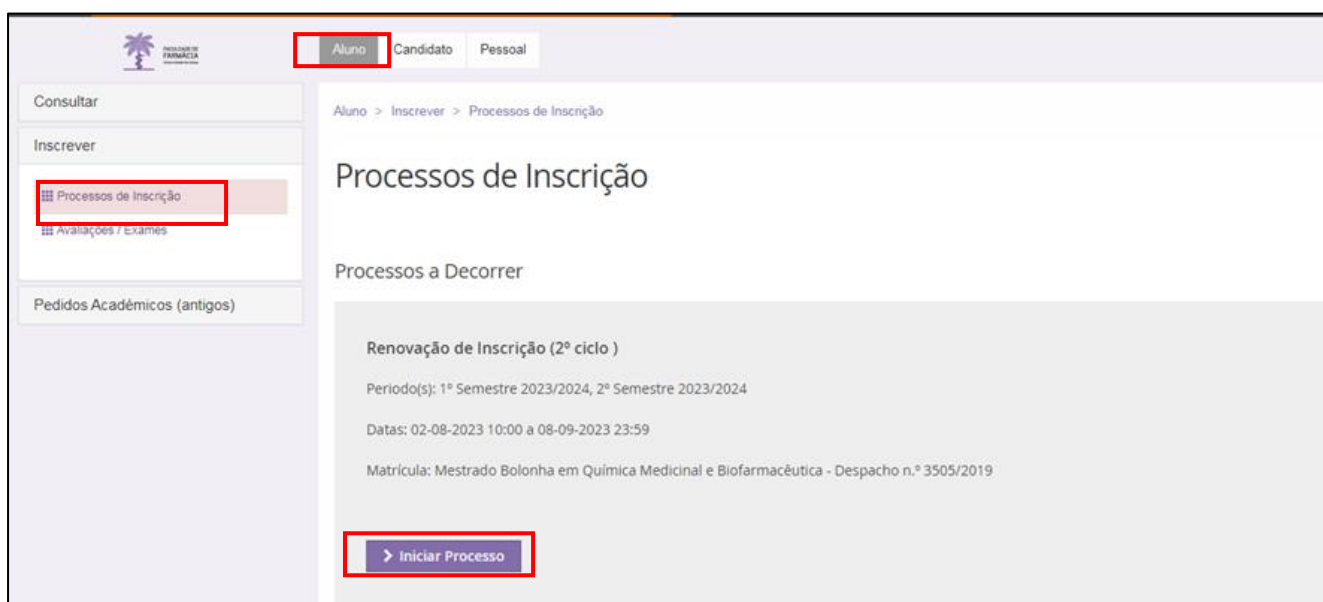 FACULDADE DE
FARMÁCIA
Aluno
Candidato
Pessoal
Consultar
Inscrever
Processos de Inscrição
Avaliações / Exames
Pedidos Académicos (antigos)
Aluno > Inscrever > Processos de Inscrição
Processos de Inscrição
Processos a Decorrer
Renovação de Inscrição (2º ciclo )
Periodo(s): 1º Semestre 2023/2024, 2º Semestre 2023/2024
Datas: 02-08-2023 10:00 a 08-09-2023 23:59
Matrícula: Mestrado Bolonha em Química Medicinal e Biofarmacêutica - Despacho n.º 3505/2019
Iniciar Processo